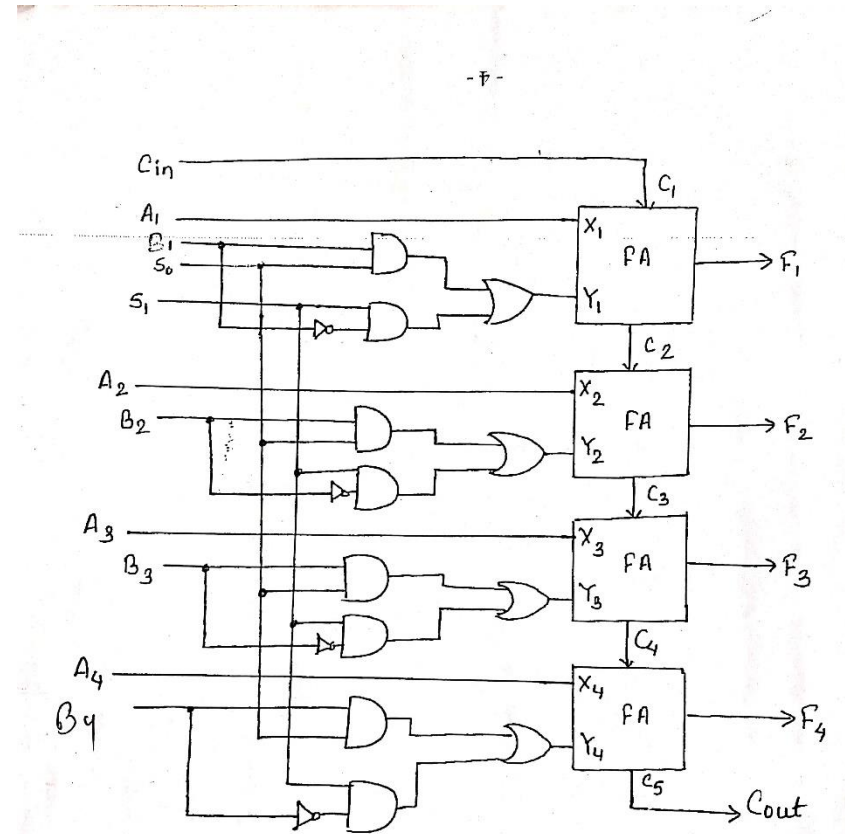 - 4 -
Cin
C₁
A₁
X₁
B₁
FA
F₁
S₀
S₁
Y₁
C₂
A₂
X₂
B₂
FA
F₂
Y₂
C₃
A₃
X₃
B₃
FA
F₃
Y₃
C₄
A₄
X₄
B₄
FA
F₄
Y₄
C₅
Cout